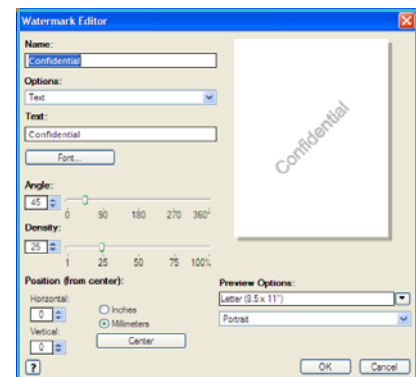 Watermark Editor
Name:
Confidential
Options:
Text
Text:
Confidential
Font...
Angle:
45
0 90 180 270 360°
Density:
25
1 25 50 75 100%
Position (from center):
Horizontal:
0
Inches
Millimeters
Vertical:
0
Center
?
Confidential
Preview Options:
Letter (8.5 x 11")
Portrait
OK Cancel